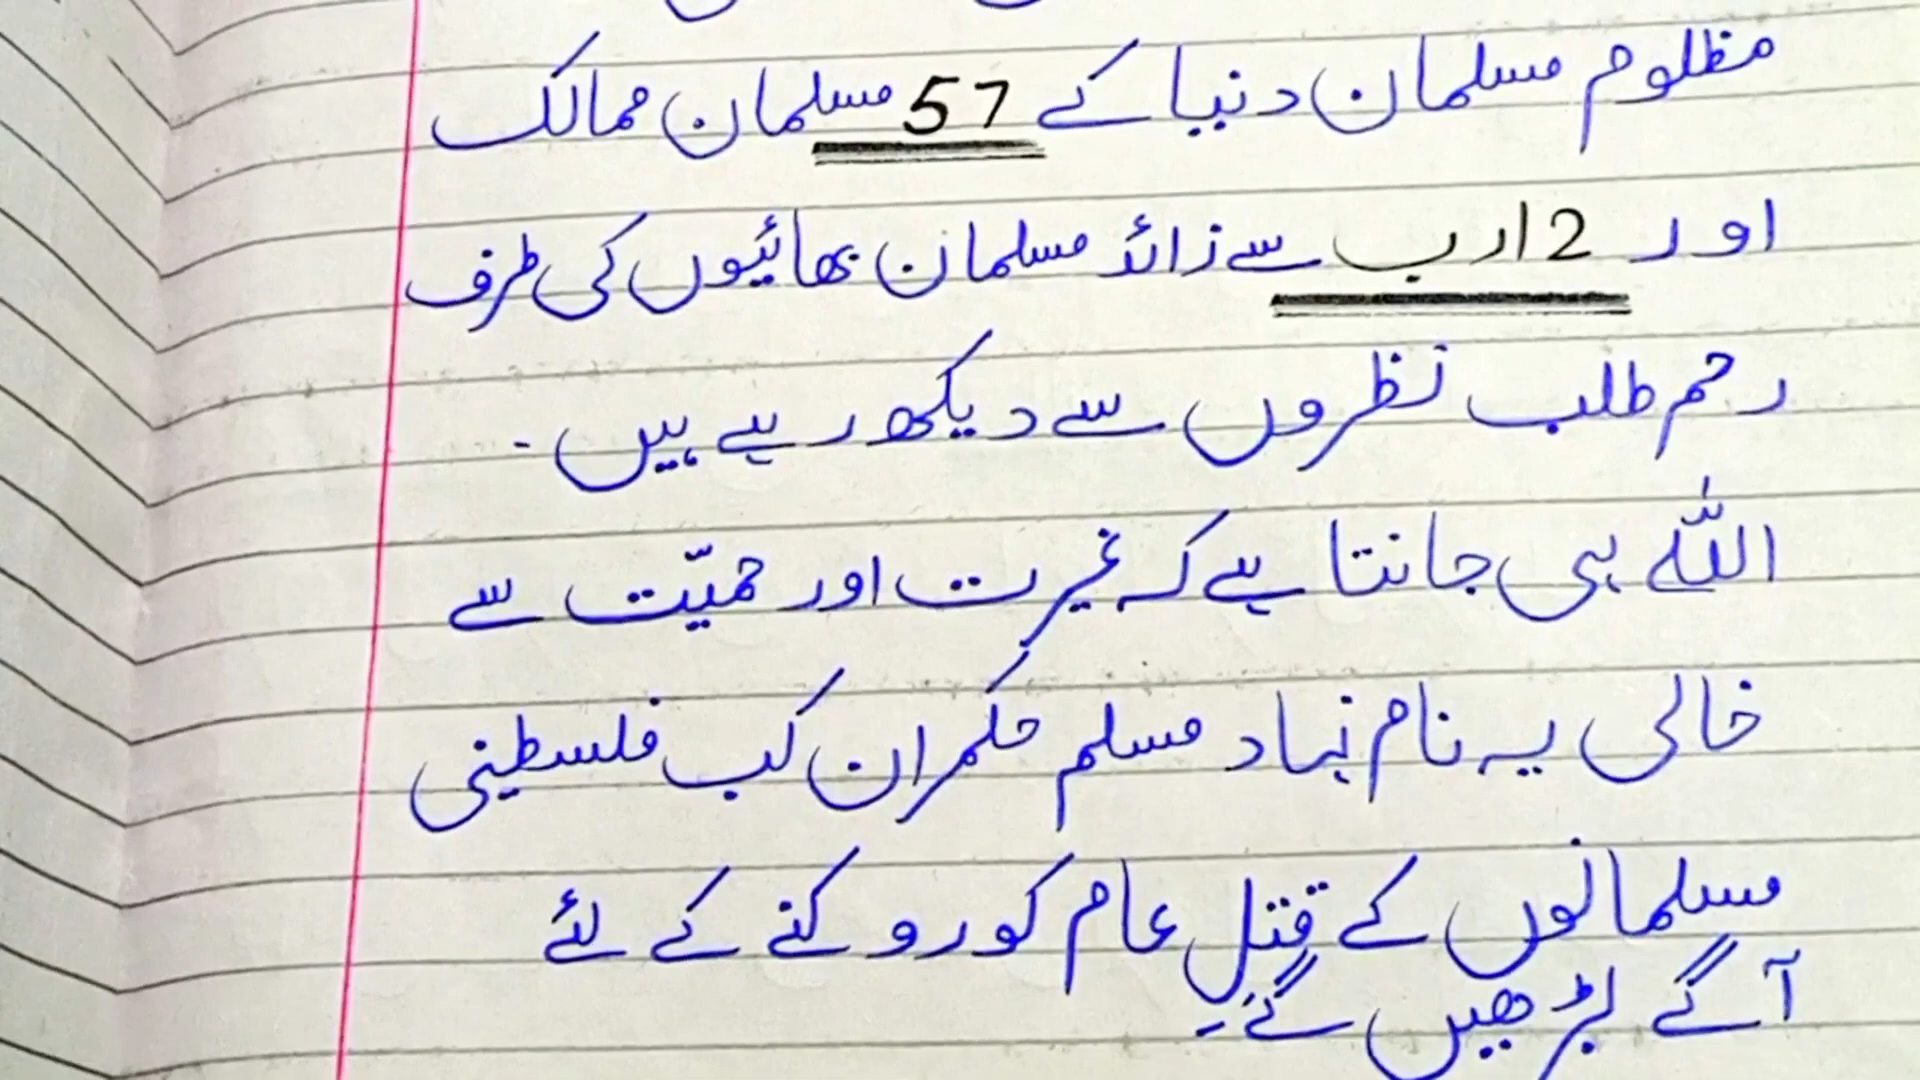 مظلوم مسلمان دنیا کے 57 مسلمان ممالک
اور 2 ارب سے زائد مسلمان بھائیوں کی طرف
رحم طلب نظروں سے دیکھ رہے ہیں ۔
اللہ ہی جانتا ہے کہ غیرت اور حمیّت سے
خالی یہ نام نہاد مسلم حکمران کب فلسطینی
مسلمانوں کے قتلِ عام کو روکنے کے لئے
آگے بڑھیں گے۔